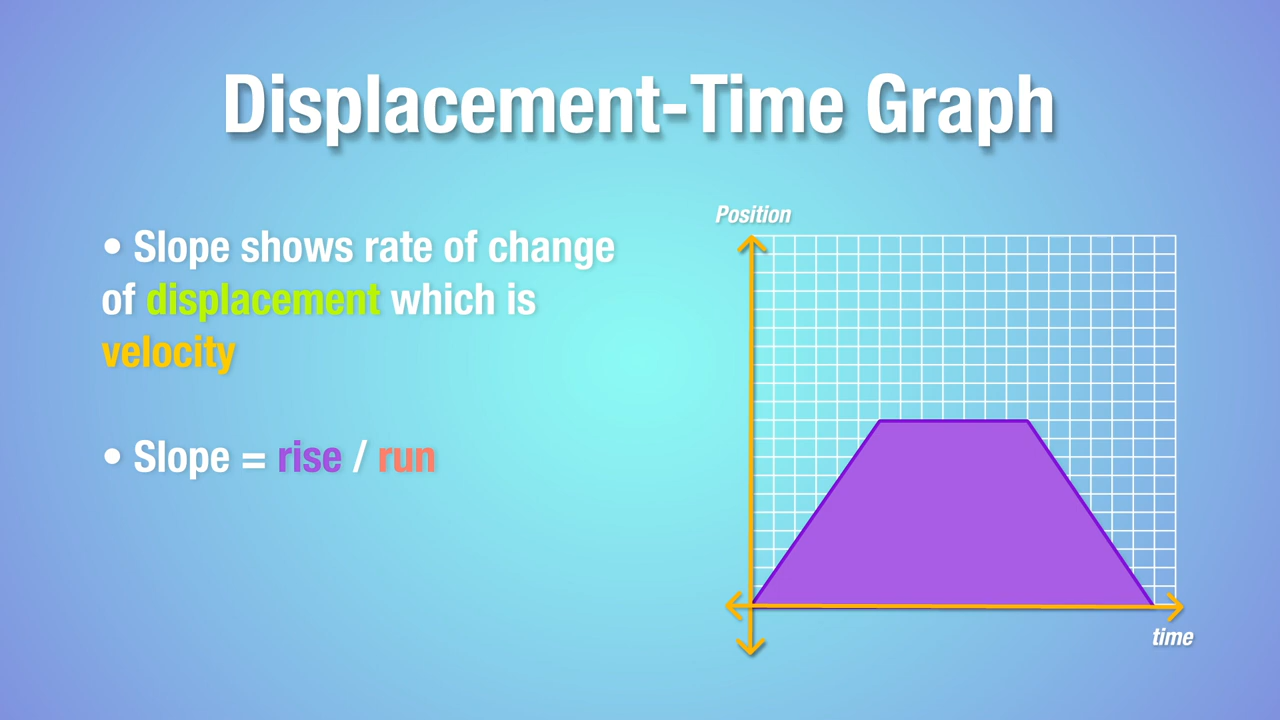 Displacement-Time Graph
• Slope shows rate of change
of displacement which is
velocity
• Slope = rise / run
Position
time